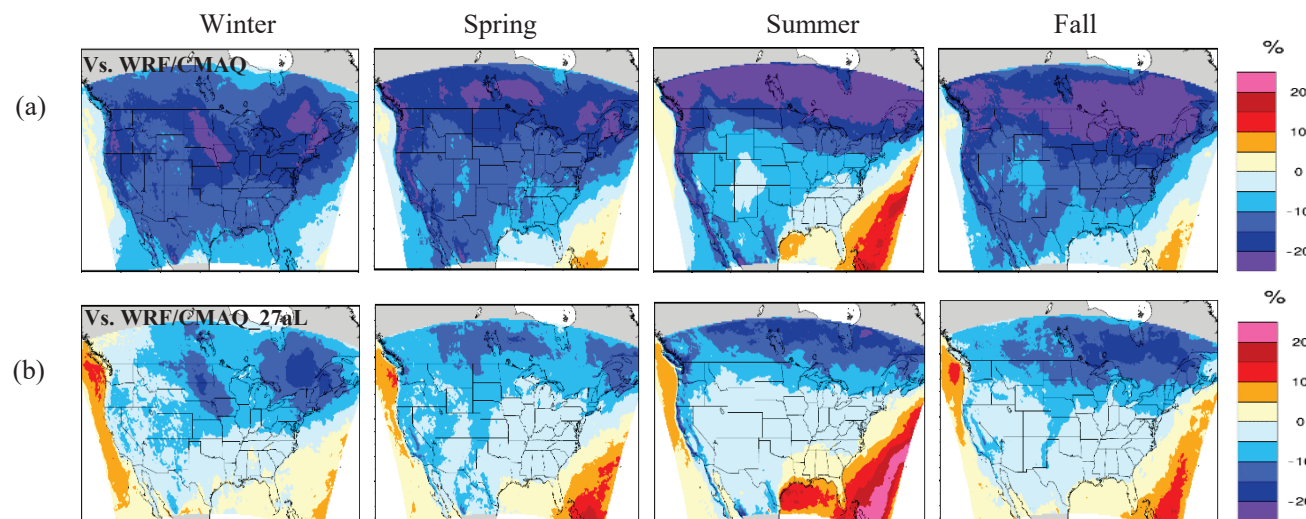 Winter Spring Summer Fall
(a)
Vs. WRF/CMAQ
%
20
10
0
-10
-20
(b)
Vs. WRF/CMAQ_27aL
%
20
10
0
-10
-20